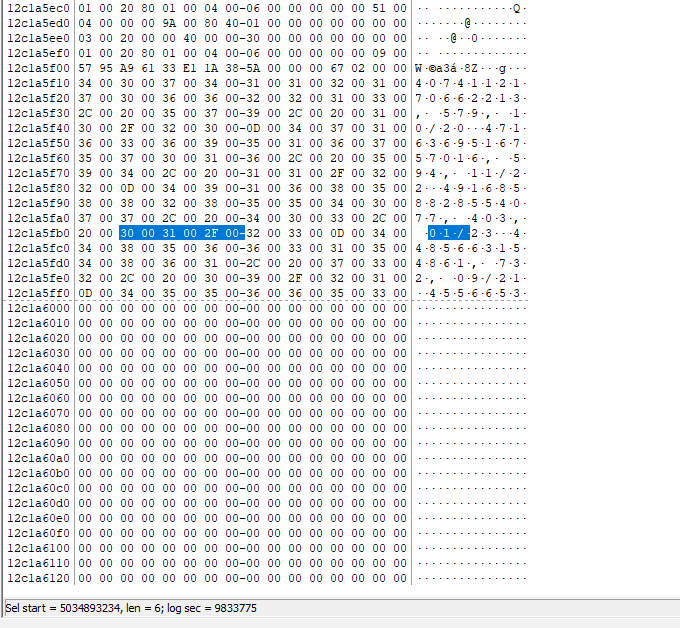 12c1a5ec0 01 00 20 80 01 00 04 00-06 00 00 00 00 00 51 00 ·· ··········Q·
12c1a5ed0 04 00 00 00 9A 00 80 40-01 00 00 00 00 00 00 00 ·······@········
12c1a5ee0 03 00 20 00 00 40 00 00-30 00 00 00 00 00 00 00 ·· ··@··0·······
12c1a5ef0 01 00 20 80 01 00 04 00-06 00 00 00 00 00 09 00 ·· ·············
12c1a5f00 57 95 A9 61 33 E1 1A 38-5A 00 00 00 67 02 00 00 W·©a3á·8Z···g···
12c1a5f10 34 00 30 00 37 00 34 00-31 00 31 00 32 00 31 00 4·0·7·4·1·1·2·1·
12c1a5f20 37 00 30 00 36 00 36 00-32 00 32 00 31 00 33 00 7·0·6·6·2·2·1·3·
12c1a5f30 2C 00 20 00 35 00 37 00-39 00 2C 00 20 00 31 00 ,· ·5·7·9·,· ·1·
12c1a5f40 30 00 2F 00 32 00 30 00-0D 00 34 00 37 00 31 00 0·/·2·0···4·7·1·
12c1a5f50 36 00 33 00 36 00 39 00-35 00 31 00 36 00 37 00 6·3·6·9·5·1·6·7·
12c1a5f60 35 00 37 00 30 00 31 00-36 00 2C 00 20 00 35 00 5·7·0·1·6·,· ·5·
12c1a5f70 39 00 34 00 2C 00 20 00-31 00 31 00 2F 00 32 00 9·4·,· ·1·1·/·2·
12c1a5f80 32 00 0D 00 34 00 39 00-31 00 36 00 38 00 35 00 2···4·9·1·6·8·5·
12c1a5f90 38 00 38 00 32 00 38 00-35 00 35 00 34 00 30 00 8·8·2·8·5·5·4·0·
12c1a5fa0 37 00 37 00 2C 00 20 00-34 00 30 00 33 00 2C 00 7·7·,· ·4·0·3·,·
12c1a5fb0 20 00 30 00 31 00 2F 00-32 00 33 00 0D 00 34 00  ·0·1·/·2·3···4·
12c1a5fc0 34 00 38 00 35 00 36 00-36 00 33 00 31 00 35 00 4·8·5·6·6·3·1·5·
12c1a5fd0 34 00 38 00 36 00 31 00-2C 00 20 00 37 00 33 00 4·8·6·1·,· ·7·3·
12c1a5fe0 32 00 2C 00 20 00 30 00-39 00 2F 00 32 00 31 00 2·,· ·0·9·/·2·1·
12c1a5ff0 0D 00 34 00 35 00 35 00-36 00 36 00 35 00 33 00 ··4·5·5·6·6·5·3·
12c1a6000 00 00 00 00 00 00 00 00-00 00 00 00 00 00 00 00 ················
12c1a6010 00 00 00 00 00 00 00 00-00 00 00 00 00 00 00 00 ················
12c1a6020 00 00 00 00 00 00 00 00-00 00 00 00 00 00 00 00 ················
12c1a6030 00 00 00 00 00 00 00 00-00 00 00 00 00 00 00 00 ················
12c1a6040 00 00 00 00 00 00 00 00-00 00 00 00 00 00 00 00 ················
12c1a6050 00 00 00 00 00 00 00 00-00 00 00 00 00 00 00 00 ················
12c1a6060 00 00 00 00 00 00 00 00-00 00 00 00 00 00 00 00 ················
12c1a6070 00 00 00 00 00 00 00 00-00 00 00 00 00 00 00 00 ················
12c1a6080 00 00 00 00 00 00 00 00-00 00 00 00 00 00 00 00 ················
12c1a6090 00 00 00 00 00 00 00 00-00 00 00 00 00 00 00 00 ················
12c1a60a0 00 00 00 00 00 00 00 00-00 00 00 00 00 00 00 00 ················
12c1a60b0 00 00 00 00 00 00 00 00-00 00 00 00 00 00 00 00 ················
12c1a60c0 00 00 00 00 00 00 00 00-00 00 00 00 00 00 00 00 ················
12c1a60d0 00 00 00 00 00 00 00 00-00 00 00 00 00 00 00 00 ················
12c1a60e0 00 00 00 00 00 00 00 00-00 00 00 00 00 00 00 00 ················
12c1a60f0 00 00 00 00 00 00 00 00-00 00 00 00 00 00 00 00 ················
12c1a6100 00 00 00 00 00 00 00 00-00 00 00 00 00 00 00 00 ················
12c1a6110 00 00 00 00 00 00 00 00-00 00 00 00 00 00 00 00 ················
12c1a6120 00 00 00 00 00 00 00 00-00 00 00 00 00 00 00 00 ················
Sel start = 5034893234, len = 6; log sec = 9833775